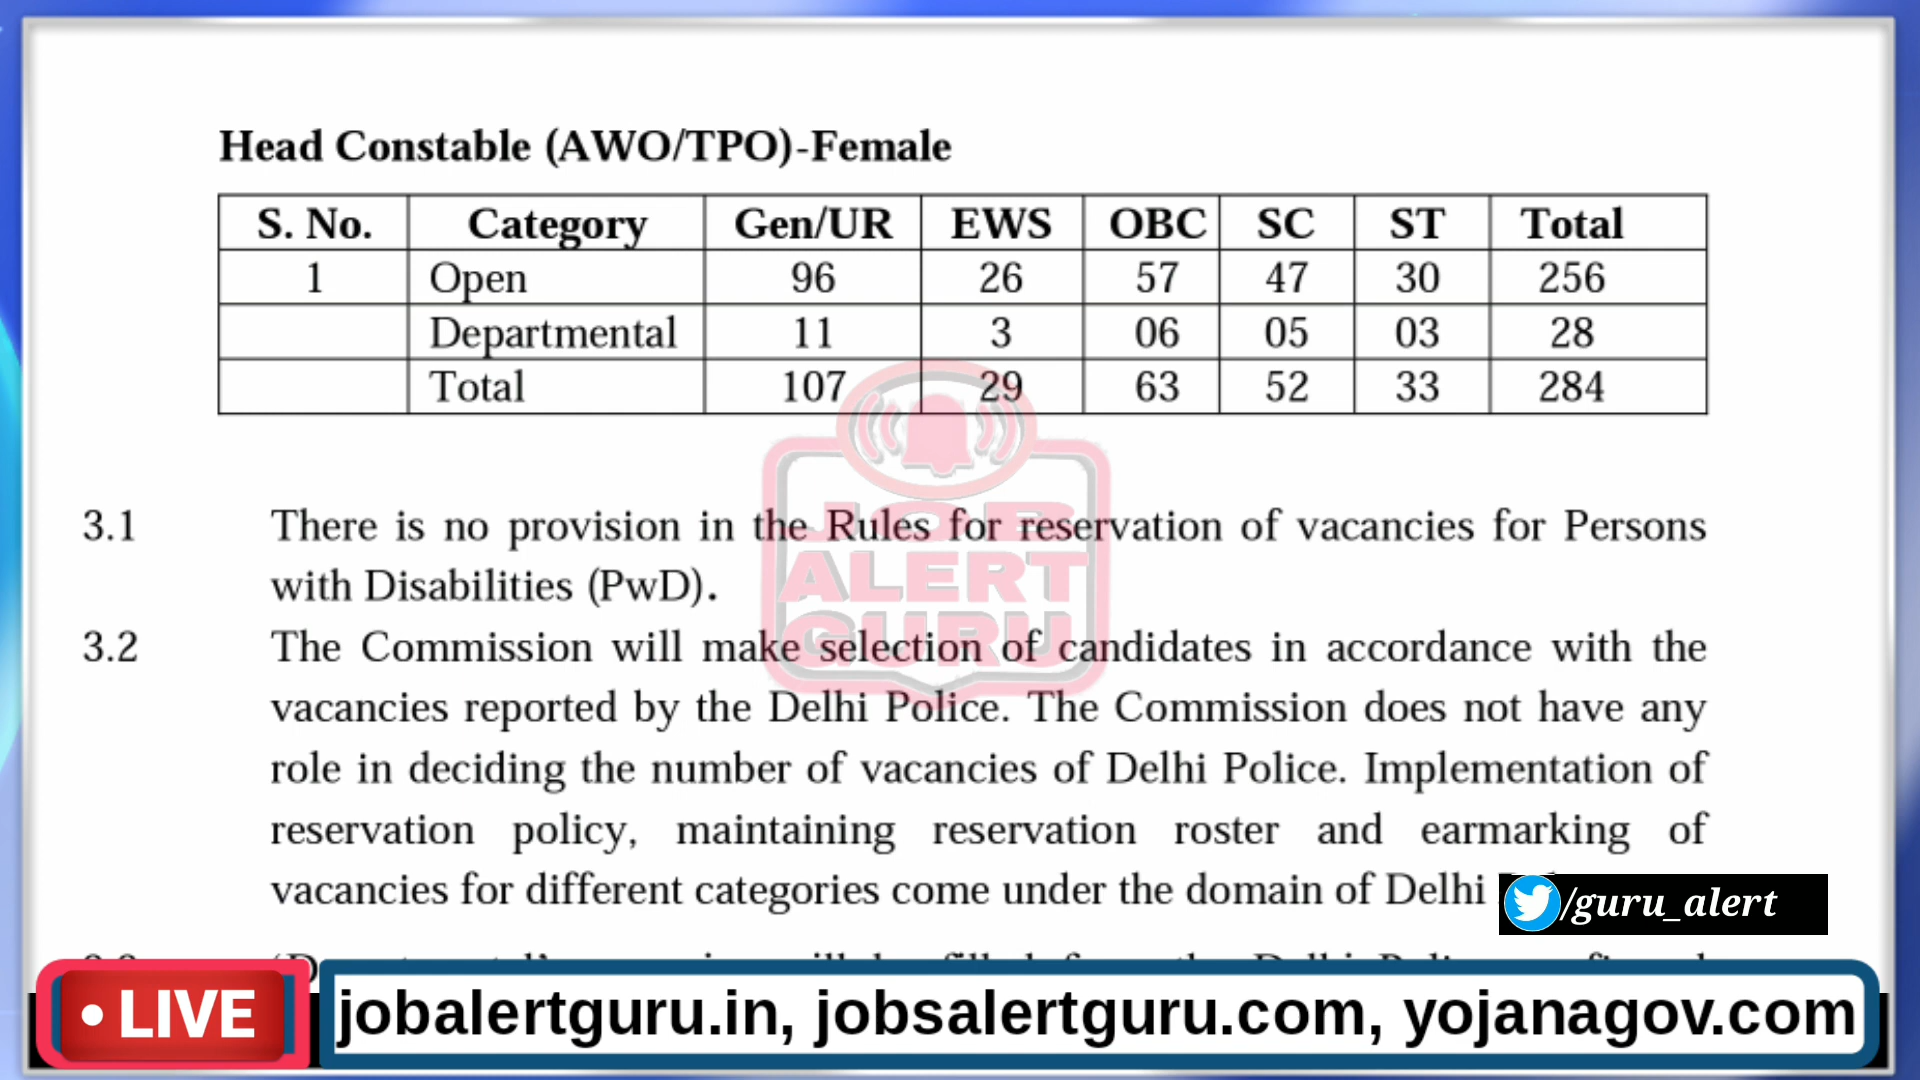 Head Constable (AWO/TPO)-Female
S. No. Category Gen/UR EWS OBC SC ST Total
1 Open 96 26 57 47 30 256
Departmental 11 3 06 05 03 28
Total 107 29 63 52 33 284
JOB
ALERT
GURU
3.1 There is no provision in the Rules for reservation of vacancies for Persons
with Disabilities (PwD).
3.2 The Commission will make selection of candidates in accordance with the
vacancies reported by the Delhi Police. The Commission does not have any
role in deciding the number of vacancies of Delhi Police. Implementation of
reservation policy, maintaining reservation roster and earmarking of
vacancies for different categories come under the domain of Delhi
/guru_alert
• LIVE
jobalertguru.in, jobsalertguru.com, yojanagov.com